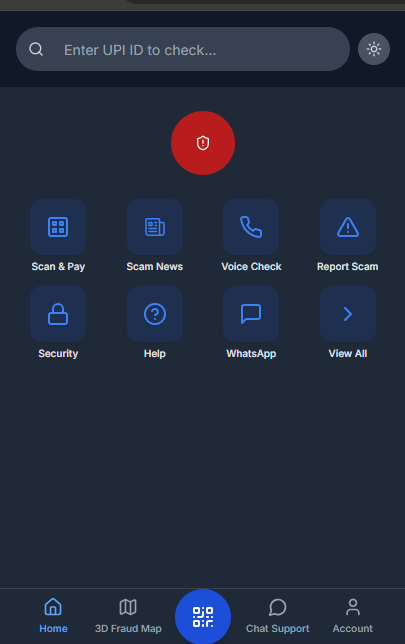 Enter UPI ID to check...
Scan & Pay
Scam News
Voice Check
Report Scam
Security
Help
WhatsApp
View All
Home
3D Fraud Map
Chat Support
Account